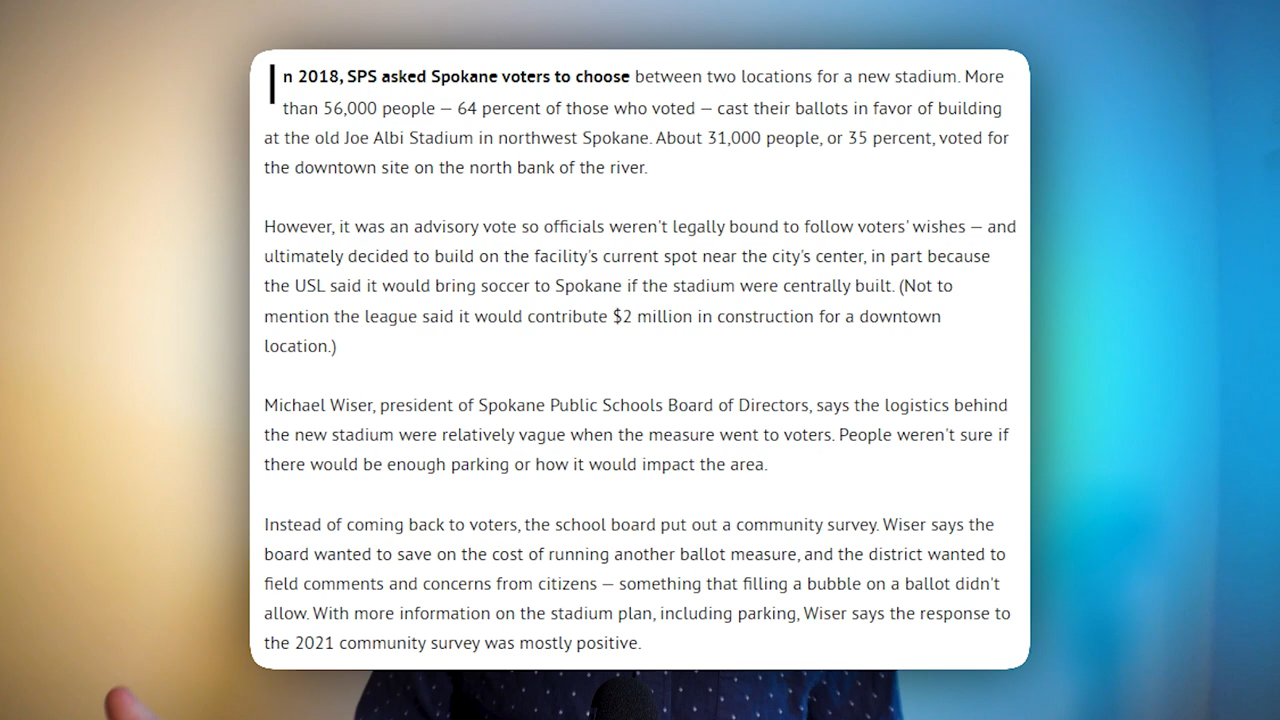 In 2018, SPS asked Spokane voters to choose between two locations for a new stadium. More
than 56,000 people — 64 percent of those who voted — cast their ballots in favor of building
at the old Joe Albi Stadium in northwest Spokane. About 31,000 people, or 35 percent, voted for
the downtown site on the north bank of the river.
However, it was an advisory vote so officials weren't legally bound to follow voters' wishes — and
ultimately decided to build on the facility's current spot near the city's center, in part because
the USL said it would bring soccer to Spokane if the stadium were centrally built. (Not to
mention the league said it would contribute $2 million in construction for a downtown
location.)
Michael Wiser, president of Spokane Public Schools Board of Directors, says the logistics behind
the new stadium were relatively vague when the measure went to voters. People weren't sure if
there would be enough parking or how it would impact the area.
Instead of coming back to voters, the school board put out a community survey. Wiser says the
board wanted to save on the cost of running another ballot measure, and the district wanted to
field comments and concerns from citizens — something that filling a bubble on a ballot didn't
allow. With more information on the stadium plan, including parking, Wiser says the response to
the 2021 community survey was mostly positive.